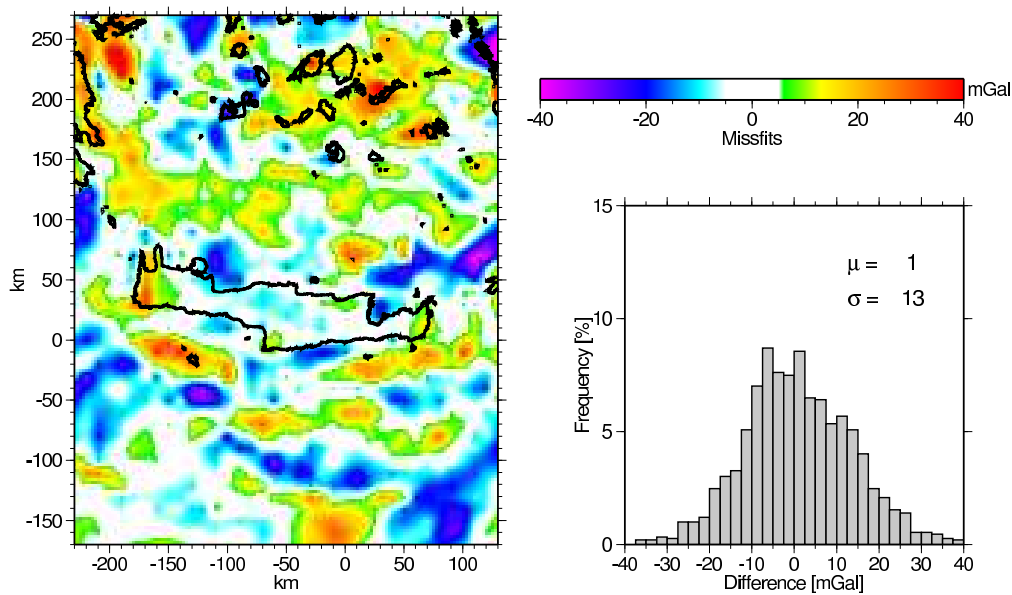 250
200
150
100
50
0
-50
-100
-150
km
-200 -150 -100 -50 0 50 100
km
mGal
-40 -20 0 20 40
Missfits
15
10
5
0
Frequency [%]
μ = 1
σ = 13
-40 -30 -20 -10 0 10 20 30 40
Difference [mGal]